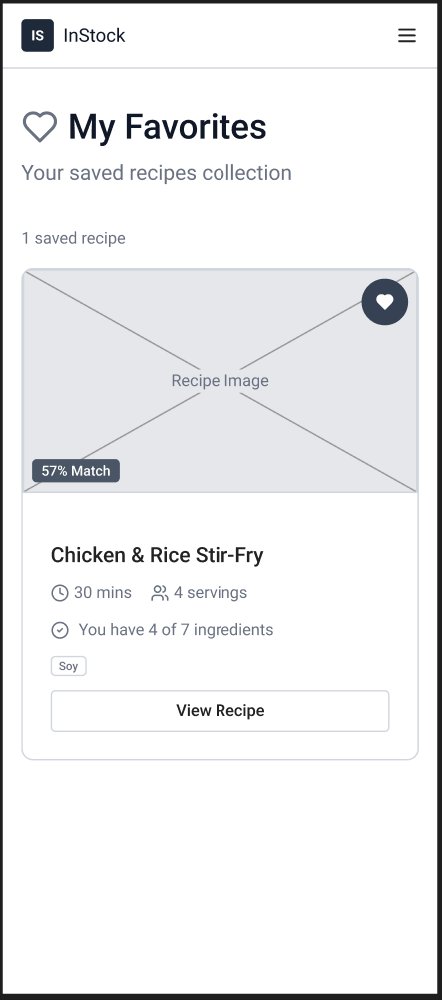 IS InStock
My Favorites
Your saved recipes collection
1 saved recipe
Recipe Image
57% Match
Chicken & Rice Stir-Fry
30 mins 4 servings
You have 4 of 7 ingredients
Soy
View Recipe